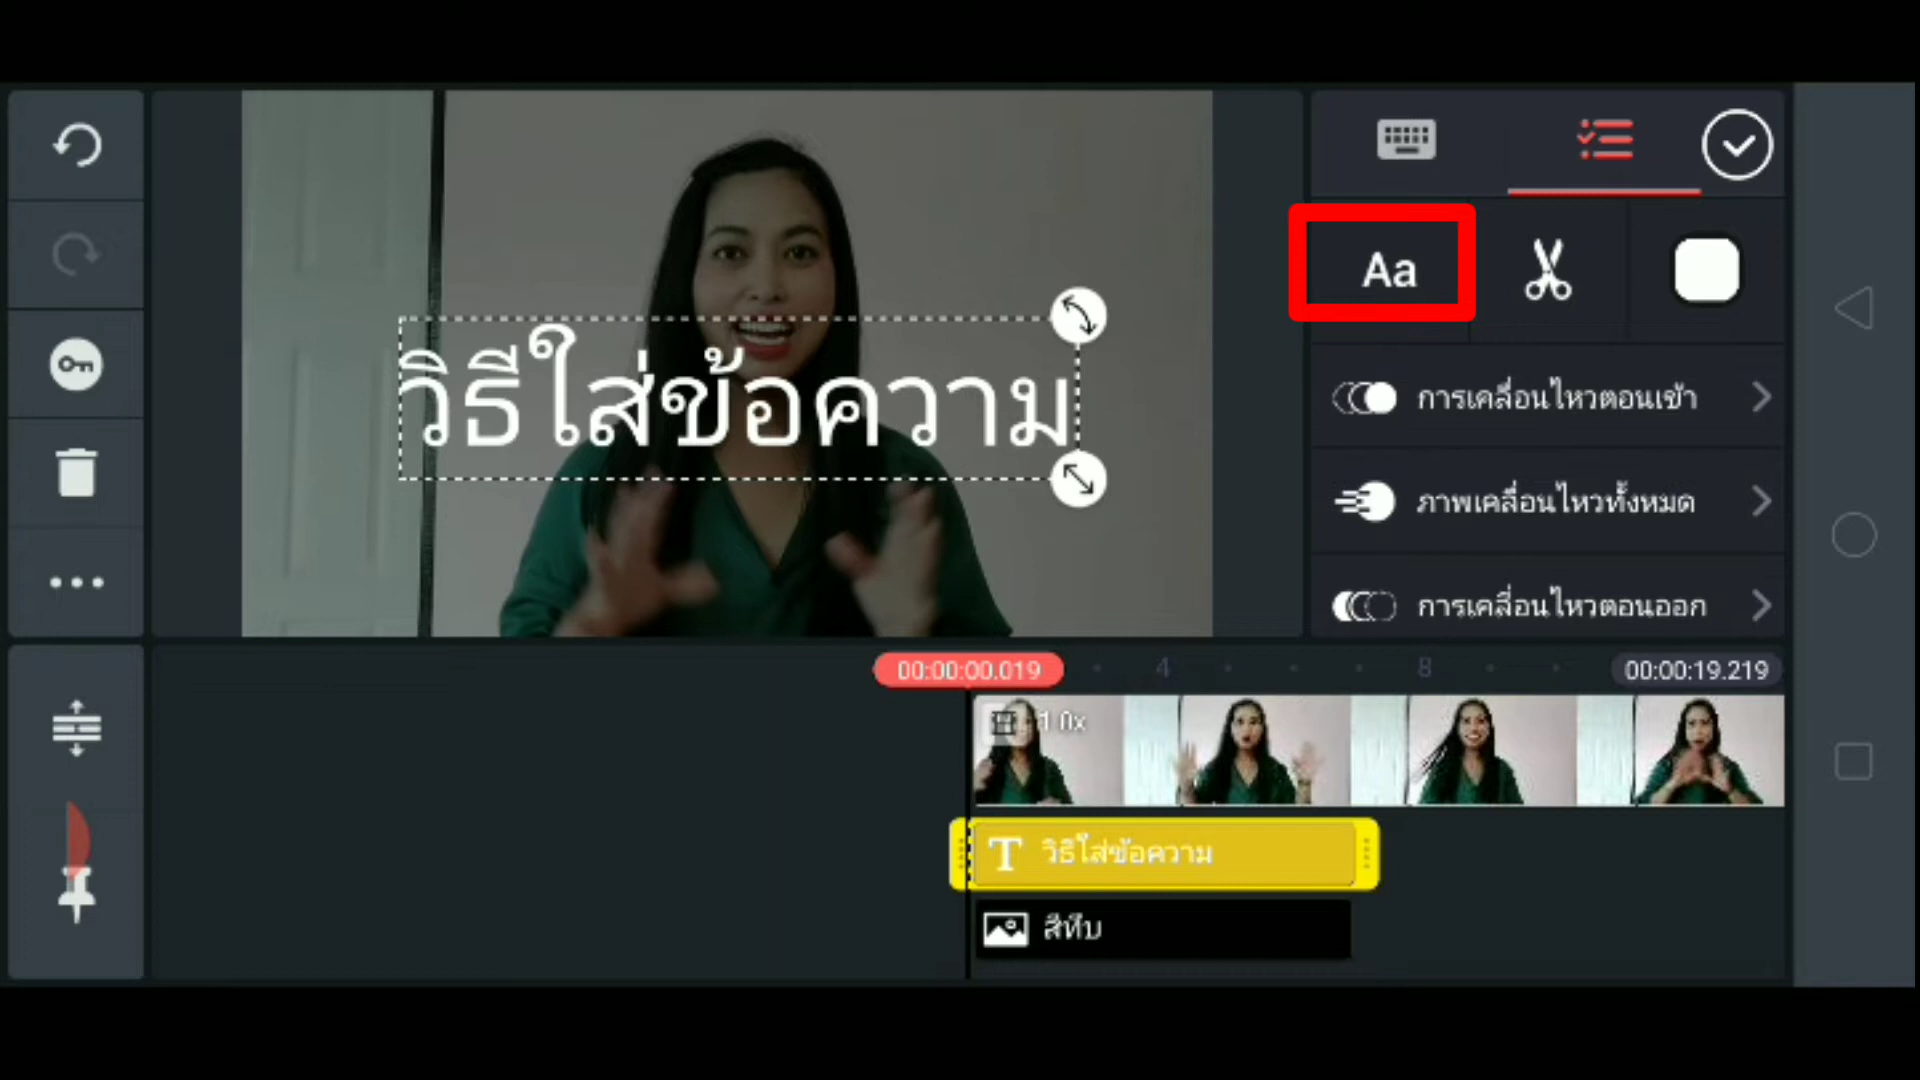 Aa
วิธีใส่ข้อความ
การเคลื่อนไหวตอนเข้า
ภาพเคลื่อนไหวทั้งหมด
การเคลื่อนไหวตอนออก
00:00:00.019
4
8
00:00:19.219
1.0x
T วิธีใส่ข้อความ
สีทึบ